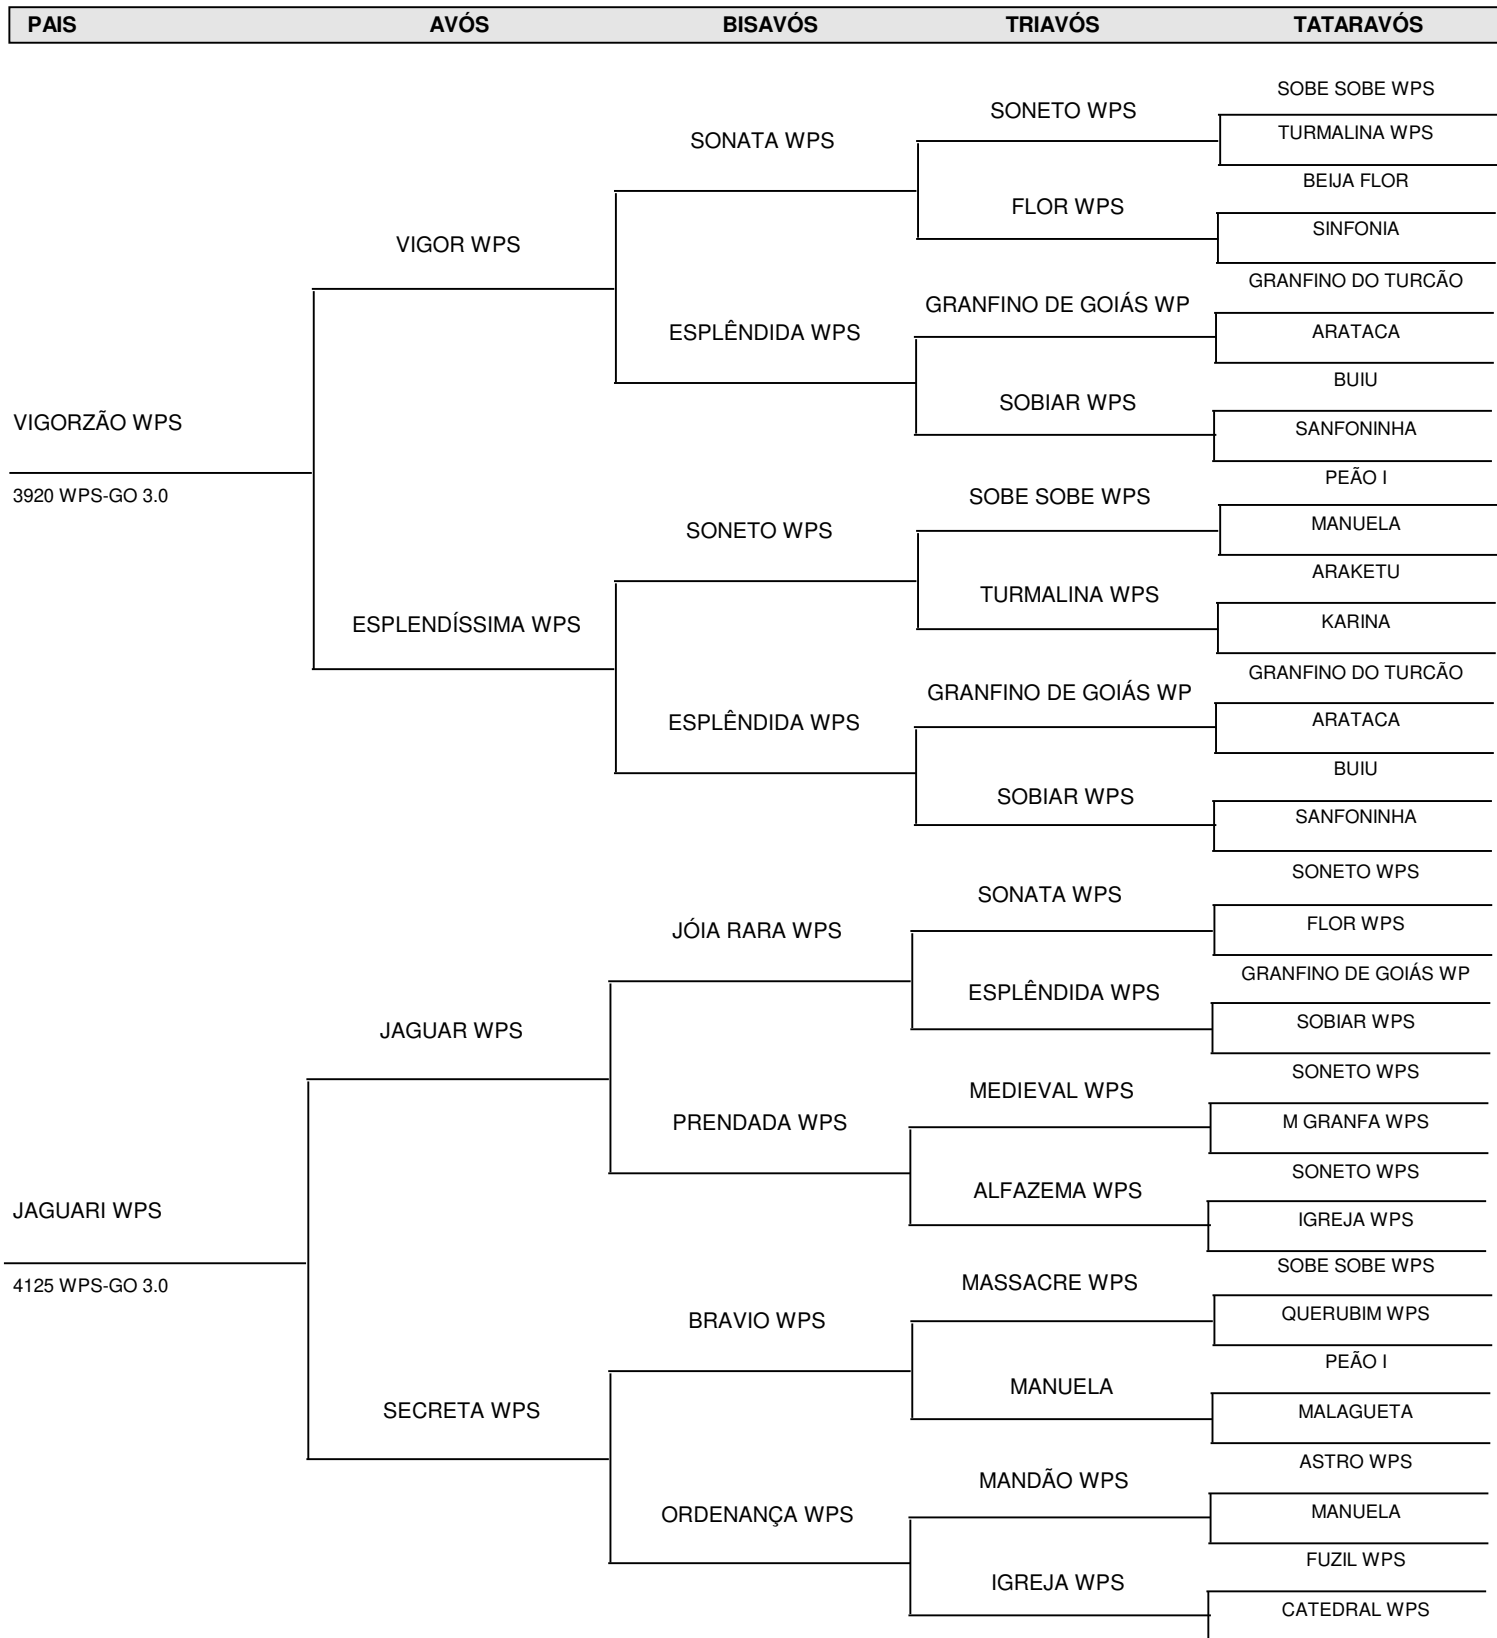 PAIS AVÓS BISAVÓS TRIAVÓS TATARAVÓS
SOBE SOBE WPS
SONETO WPS
TURMALINA WPS
SONATA WPS
BEIJA FLOR
FLOR WPS
SINFONIA
VIGOR WPS
GRANFINO DO TURCÃO
GRANFINO DE GOIÁS WP
ARATACA
ESPLÊNDIDA WPS
BUIU
SOBIAR WPS
VIGORZÃO WPS
SANFONINHA
PEÃO I
3920 WPS-GO 3.0
SOBE SOBE WPS
MANUELA
SONETO WPS
ARAKETU
TURMALINA WPS
KARINA
ESPLENDÍSSIMA WPS
GRANFINO DO TURCÃO
GRANFINO DE GOIÁS WP
ARATACA
ESPLÊNDIDA WPS
BUIU
SOBIAR WPS
SANFONINHA
SONETO WPS
SONATA WPS
FLOR WPS
JÓIA RARA WPS
GRANFINO DE GOIÁS WP
ESPLÊNDIDA WPS
SOBIAR WPS
JAGUAR WPS
SONETO WPS
MEDIEVAL WPS
M GRANFA WPS
PRENDADA WPS
SONETO WPS
ALFAZEMA WPS
JAGUARI WPS
IGREJA WPS
SOBE SOBE WPS
4125 WPS-GO 3.0
MASSACRE WPS
QUERUBIM WPS
BRAVIO WPS
PEÃO I
MANUELA
MALAGUETA
SECRETA WPS
ASTRO WPS
MANDÃO WPS
MANUELA
ORDENANÇA WPS
FUZIL WPS
IGREJA WPS
CATEDRAL WPS